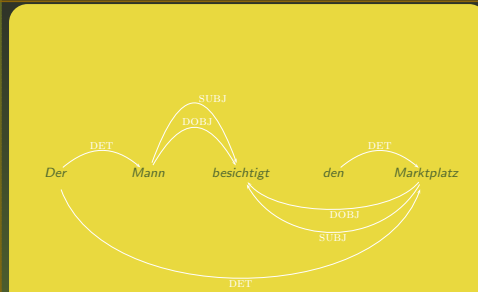 SUBJ
DOBJ
DET DET
Der Mann besichtigt den Marktplatz
DOBJ
SUBJ
DET